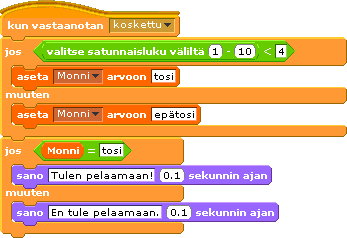 kun vastaanotan koskettu
jos valitse satunnaisluku väliltä 1 - 10 < 4
aseta Monni arvoon tosi
muuten
aseta Monni arvoon epätosi
jos Monni = tosi
sano Tulen pelaamaan! 0.1 sekunnin ajan
muuten
sano En tule pelaamaan. 0.1 sekunnin ajan